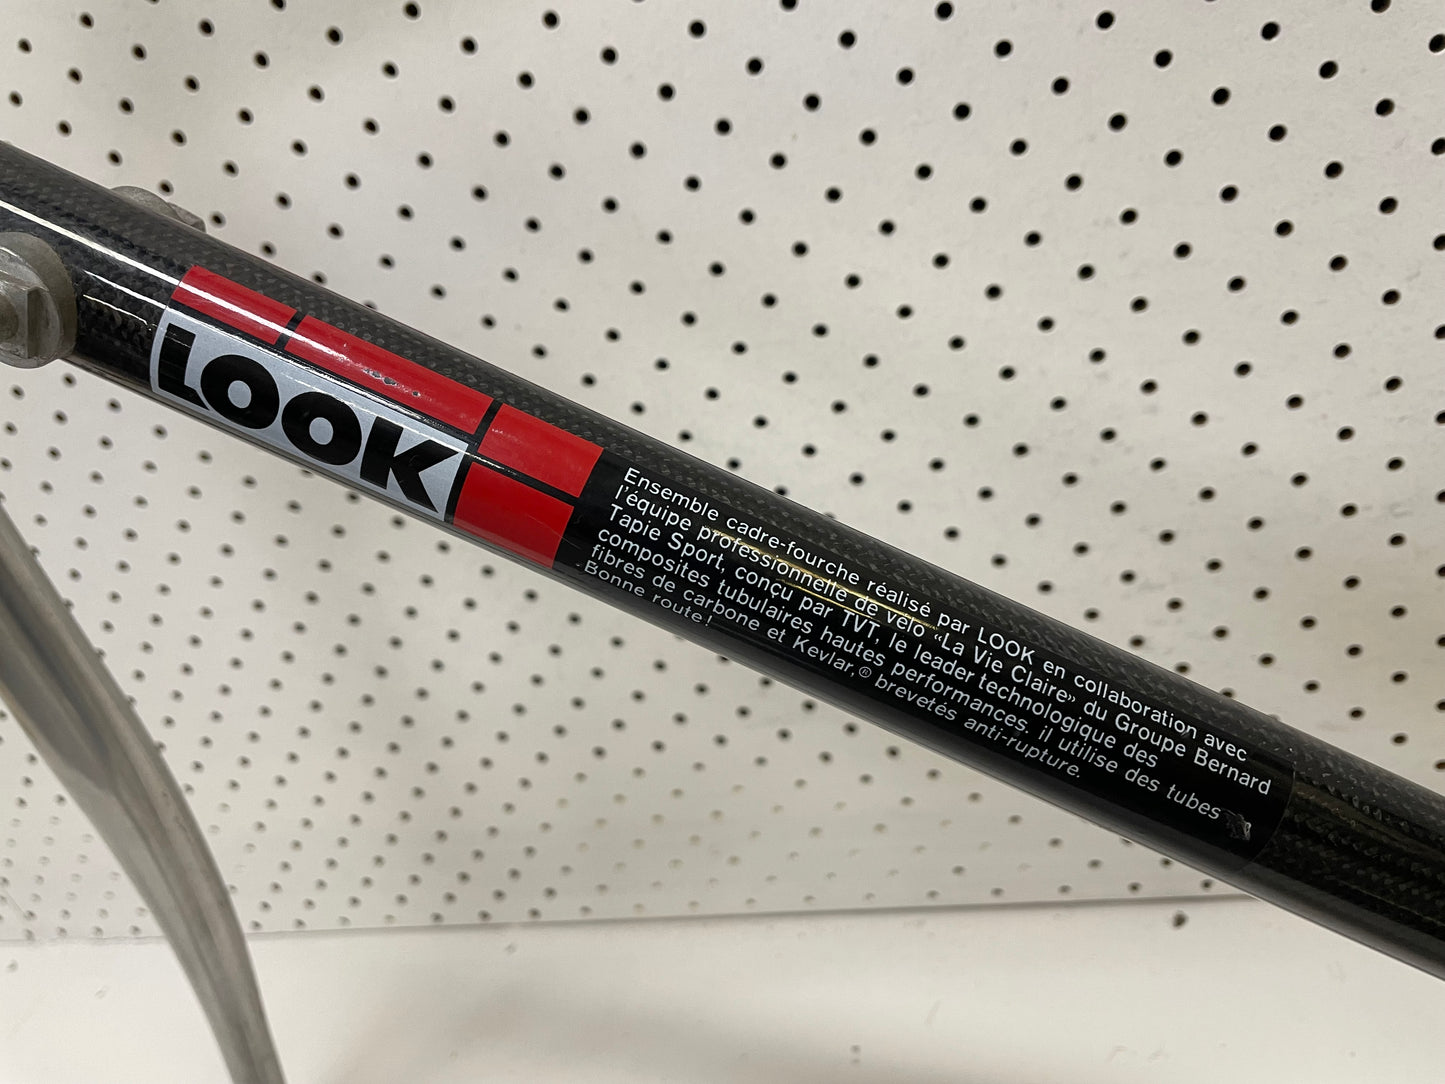 LOOK
Ensemble cadre-fourche réalisé par LOOK en collaboration avec
l'équipe professionnelle de vélo “La Vie Claire” du Groupe Bernard
Tapie Sport, conçu par TVT, le leader technologique des
composites tubulaires hautes performances. il utilise des tubes
fibres de carbone et Kevlar,® brevetés anti-rupture.
Bonne route!